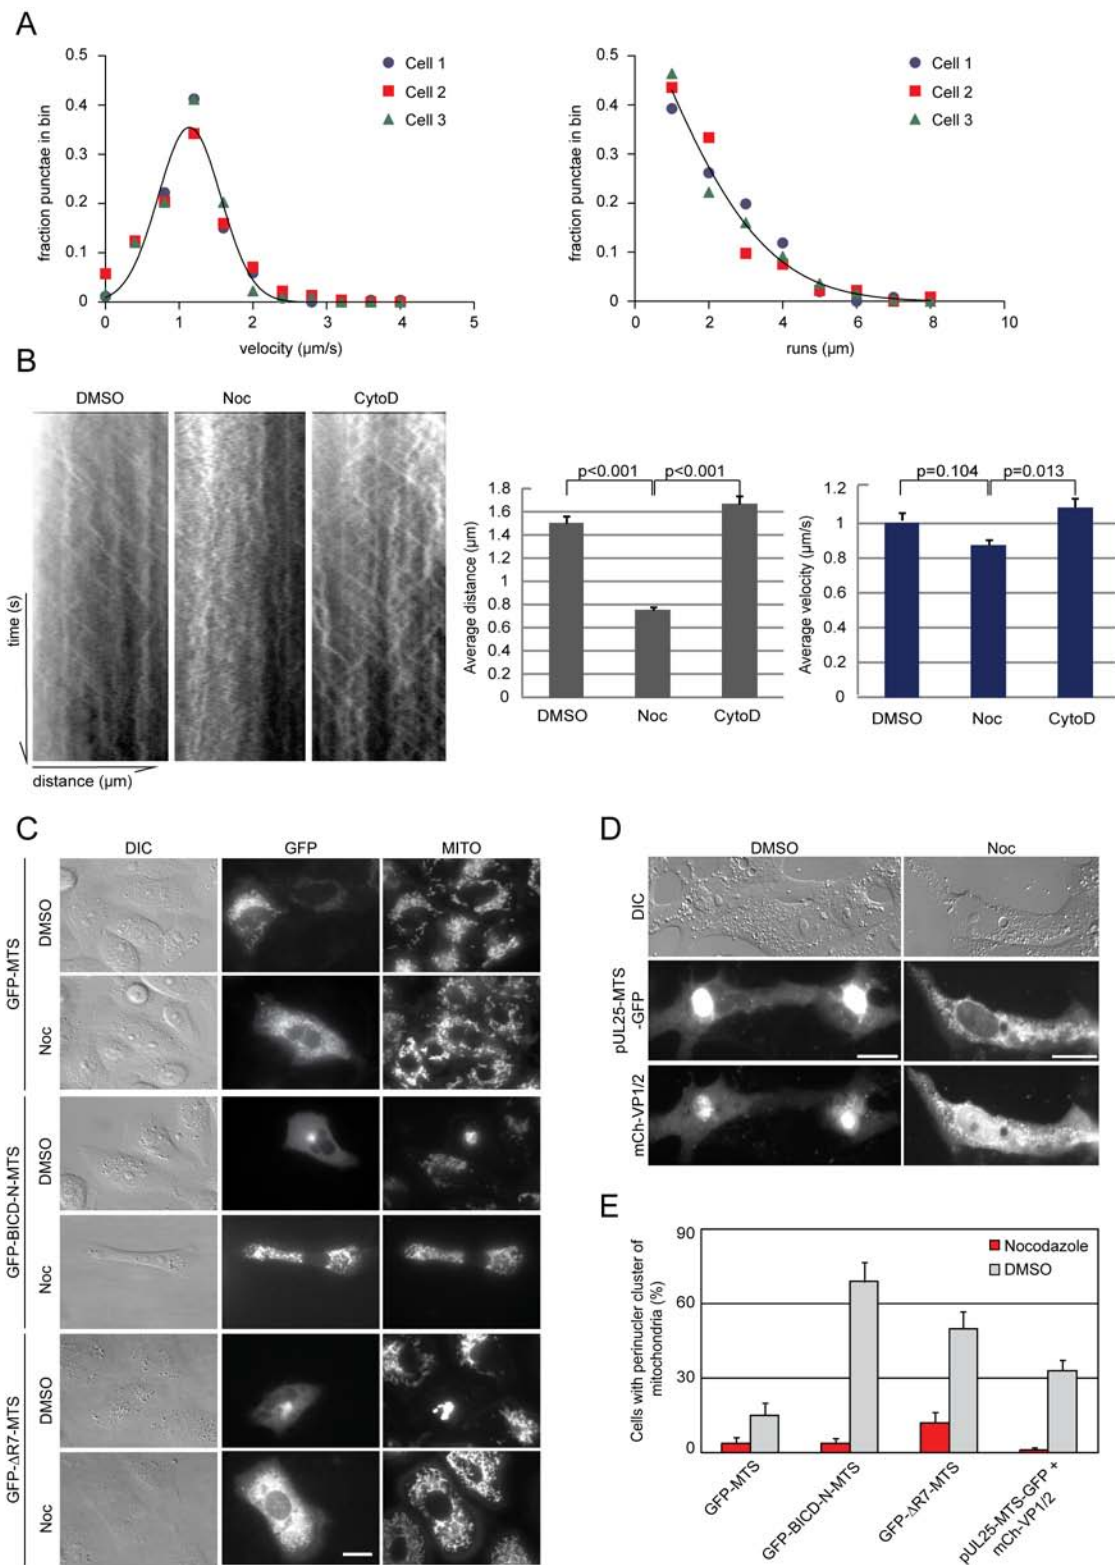 A
0.5
0.4
0.3
0.2
0.1
0
fraction punctae in bin
0 1 2 3 4 5
velocity (µm/s)
Cell 1
Cell 2
Cell 3
0.5
0.4
0.3
0.2
0.1
0
fraction punctae in bin
0 2 4 6 8 10
runs (µm)
Cell 1
Cell 2
Cell 3
B
DMSO Noc CytoD
time (s)
distance (µm)
p<0.001 p<0.001
1.8
1.6
1.4
1.2
1
0.8
0.6
0.4
0.2
0
Average distance (µm)
DMSO Noc CytoD
p=0.104 p=0.013
1.2
1
0.8
0.6
0.4
0.2
0
Average velocity (µm/s)
DMSO Noc CytoD
C
DIC GFP MITO
GFP-MTS
DMSO
Noc
GFP-BICD-N-MTS
DMSO
Noc
GFP-ΔR7-MTS
DMSO
Noc
D
DMSO Noc
DIC
pUL25-MTS
-GFP
mCh-VP1/2
E
90
60
30
0
Cells with perinucler cluster of
mitochondria (%)
Nocodazole
DMSO
GFP-MTS
GFP-BICD-N-MTS
GFP-ΔR7-MTS
pUL25-MTS-GFP +
mCh-VP1/2